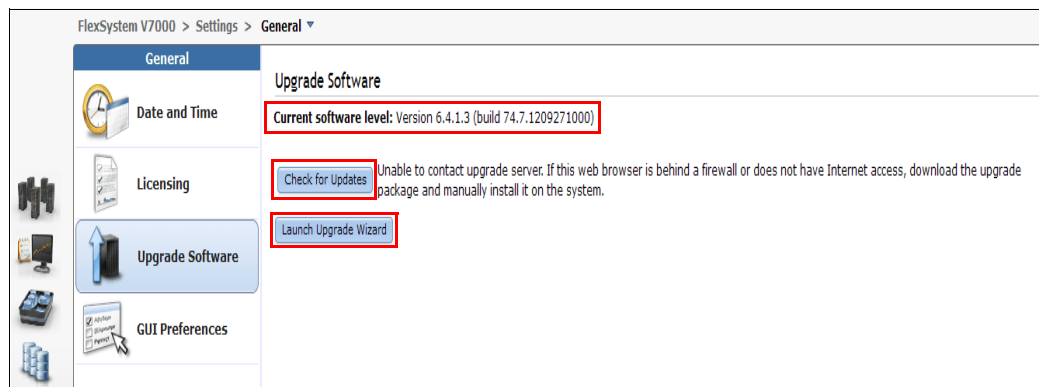 FlexSystem V7000 > Settings > General
General
Date and Time
Licensing
Upgrade Software
GUI Preferences
Upgrade Software
Current software level: Version 6.4.1.3 (build 74.7.1209271000)
Check for Updates
Unable to contact upgrade server. If this web browser is behind a firewall or does not have Internet access, download the upgrade
package and manually install it on the system.
Launch Upgrade Wizard